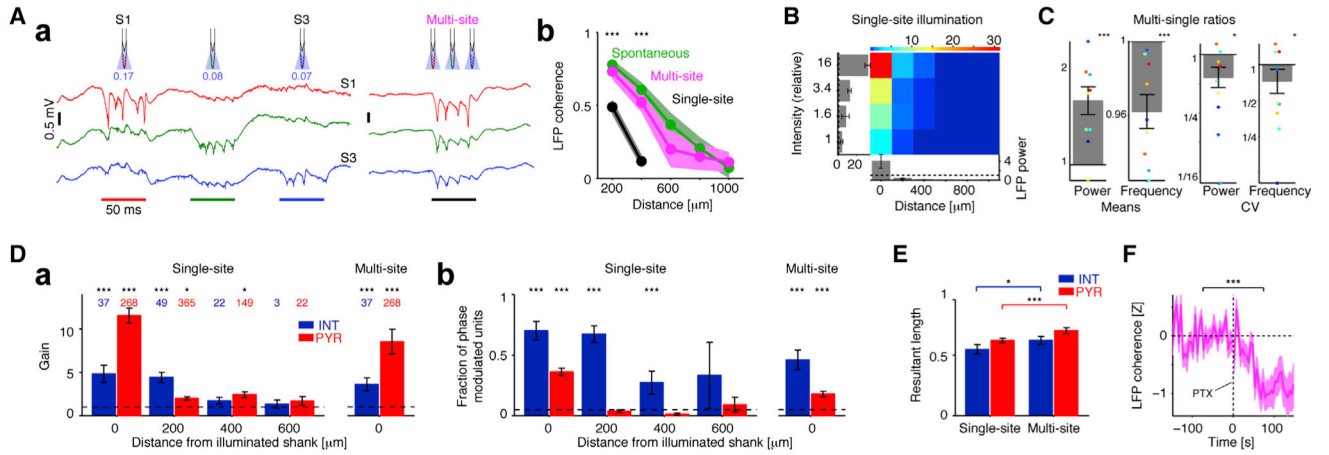 A
a
S1
S3
Multi-site
0.17
0.08
0.07
S1
S3
0.5 mV
50 ms
b
*** ***
Spontaneous
Multi-site
Single-site
LFP coherence
1
0.5
0
200 400 600 800 1000
Distance [µm]
B
Single-site illumination
0 10 20 30
Intensity (relative)
16
3.4
1.6
1
0 20
4
0
LFP power
0 400 800
Distance [µm]
C
Multi-single ratios
*** *** * *
2
1
1
0.96
1
1/4
1/16
1
1/2
1/4
Power Frequency Power Frequency
Means CV
D
a
Single-site Multi-site
*** *** *** * * *** ***
37 268 49 365 22 149 3 22 37 268
INT
PYR
Gain
10
5
0
0 200 400 600 0
Distance from illuminated shank [µm]
b
Single-site Multi-site
*** *** *** *** *** ***
Fraction of phase
modulated units
1
0.5
0
0 200 400 600 0
Distance from illuminated shank [µm]
E
INT
PYR
*
***
Resultant length
1
0.5
0
Single-site Multi-site
F
***
LFP coherence [Z]
0
−1
PTX
−100 0 100
Time [s]